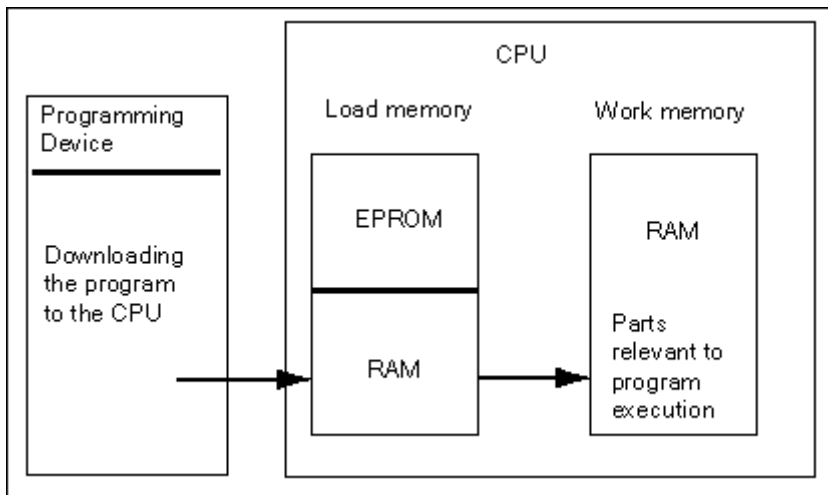 CPU
Programming
Device
Downloading
the program
to the CPU
Load memory
EPROM
RAM
Work memory
RAM
Parts
relevant to
program
execution